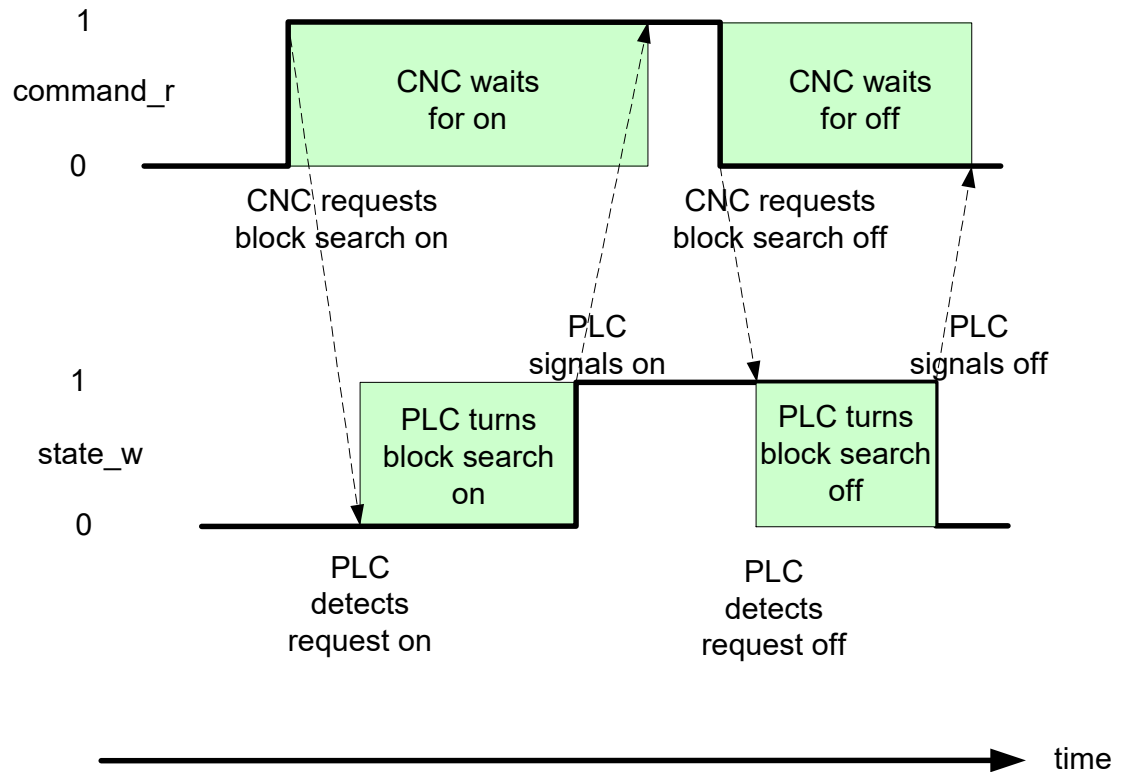 1
command_r
0
CNC waits
for on
CNC waits
for off
CNC requests
block search on
CNC requests
block search off
PLC
signals on
PLC
signals off
1
state_w
0
PLC turns
block search
on
PLC turns
block search
off
PLC
detects
request on
PLC
detects
request off
time